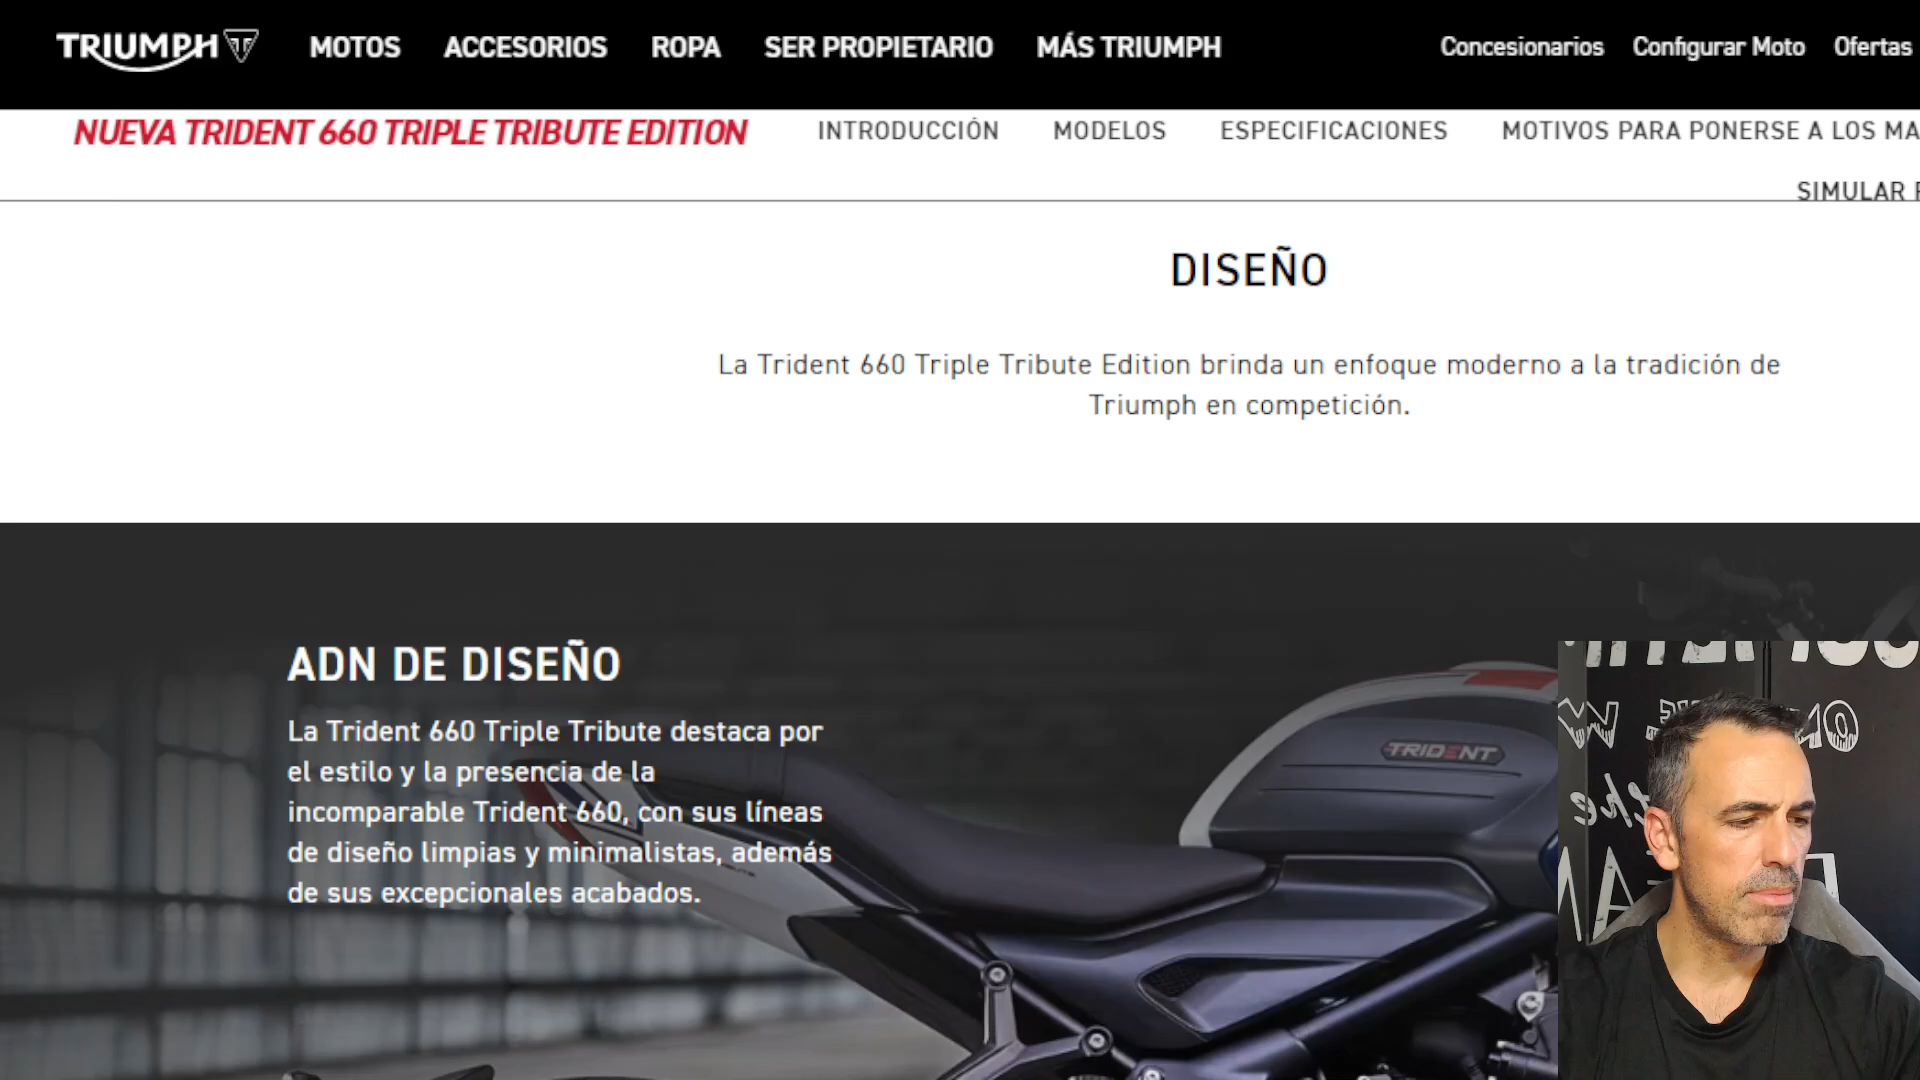 TRIUMPH MOTOS ACCESORIOS ROPA SER PROPIETARIO MÁS TRIUMPH Concesionarios Configurar Moto Ofertas
NUEVA TRIDENT 660 TRIPLE TRIBUTE EDITION INTRODUCCIÓN MODELOS ESPECIFICACIONES MOTIVOS PARA PONERSE A LOS MA
SIMULAR
DISEÑO
La Trident 660 Triple Tribute Edition brinda un enfoque moderno a la tradición de
Triumph en competición.
ADN DE DISEÑO
La Trident 660 Triple Tribute destaca por
el estilo y la presencia de la
incomparable Trident 660, con sus líneas
de diseño limpias y minimalistas, además
de sus excepcionales acabados.
TRIDENT